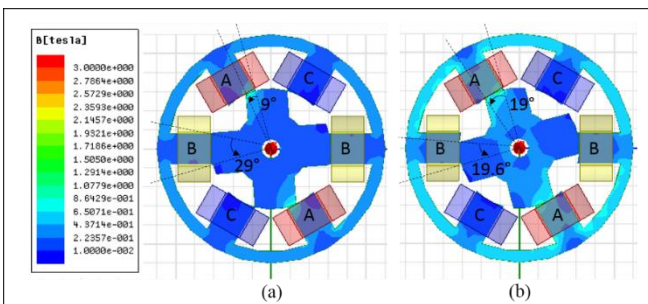 B[tesla]
3.0000e+000
2.7864e+000
2.5729e+000
2.3593e+000
2.1457e+000
1.9321e+000
1.7186e+000
1.5050e+000
1.2914e+000
1.0779e+000
8.6429e-001
6.5071e-001
4.3714e-001
2.2357e-001
1.0000e-002
A
C
9°
B
B
29°
C
A
(a)
A
C
19°
B
B
19.6°
C
A
(b)